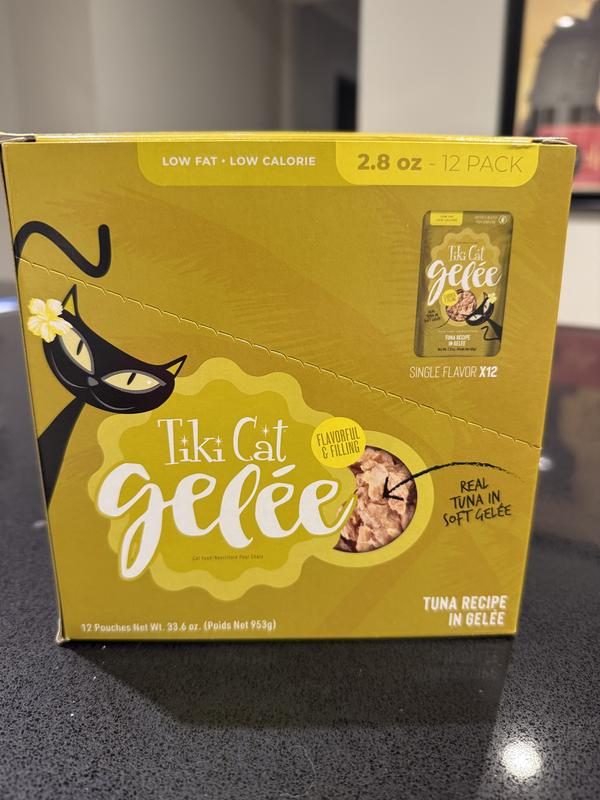 LOW FAT • LOW CALORIE
2.8 oz - 12 PACK
Tiki Cat
gelée
TUNA RECIPE
IN GELÉE
SINGLE FLAVOR X12
Tiki Cat
gelée
FLAVORFUL
& FILLING
REAL
TUNA IN
SOFT GELÉE
Cat Food/Nourriture Pour Chats
TUNA RECIPE
IN GELÉE
12 Pouches Net Wt. 33.6 oz. (Poids Net 953g)